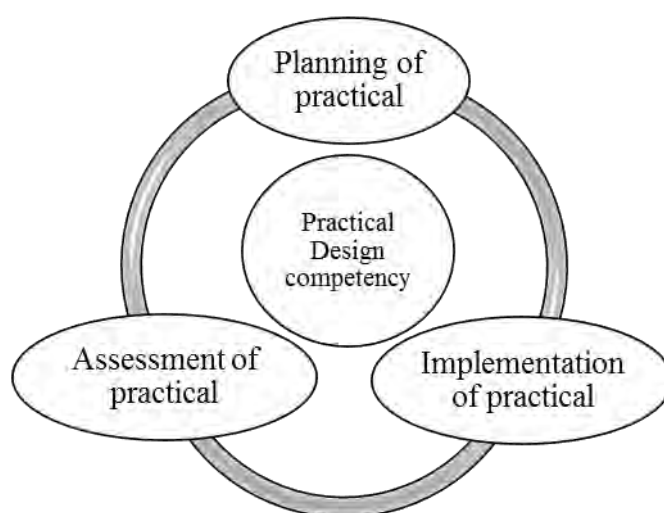 Planning of
practical
Practical
Design
competency
Assessment of
practical
Implementation
of practical